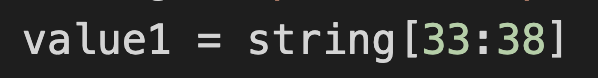 value1 = string[33:38]